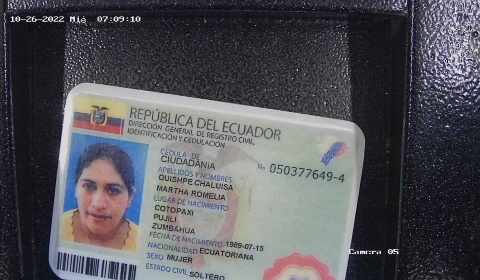 10-26-2022 Mié 07:09:10
REPÚBLICA DEL ECUADOR
DIRECCIÓN GENERAL DE REGISTRO CIVIL,
IDENTIFICACIÓN Y CEDULACIÓN
CÉDULA DE
CIUDADANÍA
No 050377649-4
APELLIDOS Y NOMBRES
QUISHPE CHALUISA
MARTHA ROMELIA
LUGAR DE NACIMIENTO
COTOPAXI
PUJILI
ZUMBAHUA
FECHA DE NACIMIENTO 1989-07-15
NACIONALIDAD ECUATORIANA
SEXO MUJER
ESTADO CIVIL SOLTERO
Camera 05